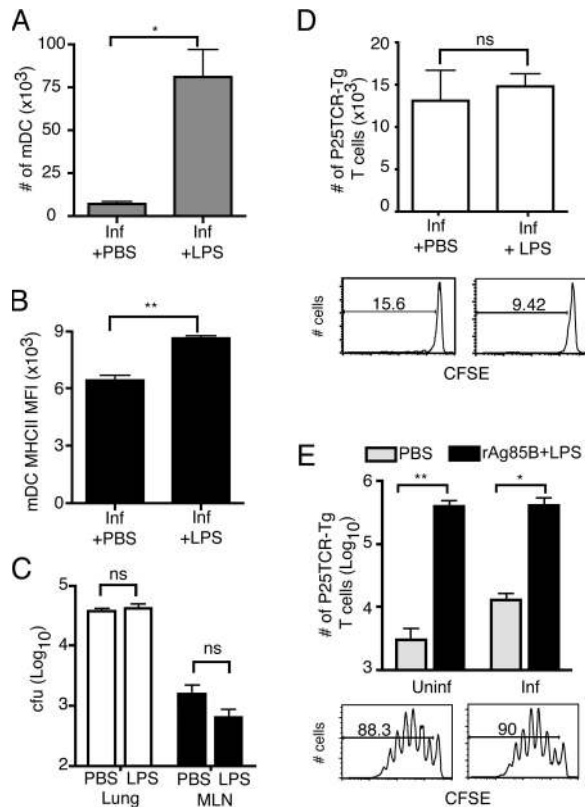 A
# of mDC (x10³)
100
75
50
25
0
*
Inf
+PBS
Inf
+LPS
B
mDC MHCII MFI (x10³)
9
6
3
0
**
Inf
+PBS
Inf
+LPS
C
cfu (Log₁₀)
5
4
3
2
ns
ns
PBS LPS
Lung
PBS LPS
MLN
D
# of P25TCR-Tg
T cells (x10³)
20
15
10
5
0
ns
Inf
+PBS
Inf
+ LPS
# cells
15.6
9.42
CFSE
E
PBS
rAg85B+LPS
# of P25TCR-Tg
T cells (Log₁₀)
6
5
4
3
**
*
Uninf
Inf
# cells
88.3
90
CFSE